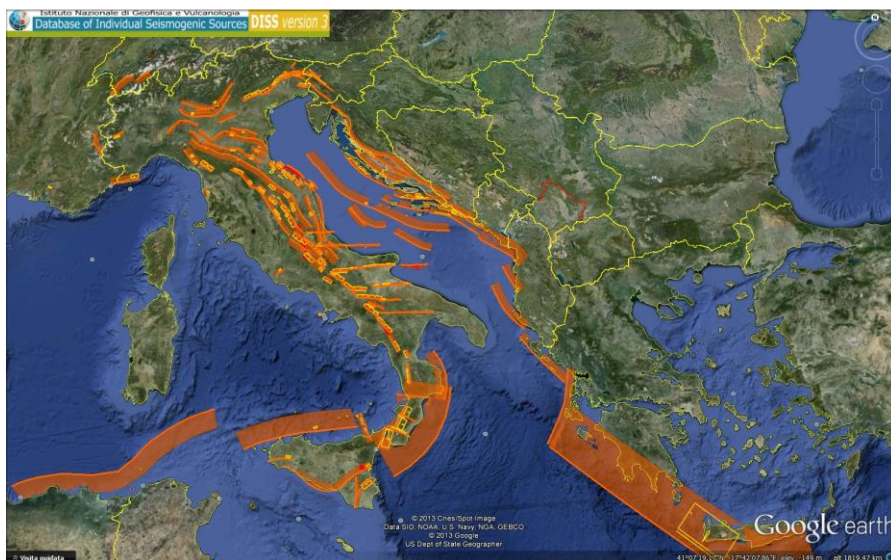 Istituto Nazionale di Geofisica e Vulcanologia
Database of Individual Seismogenic Sources DISS version 3
N
© 2013 Cnes/Spot Image
Data SIO, NOAA, U.S. Navy, NGA, GEBCO
© 2013 Google
US Dept of State Geographer
Google earth
Visita guidata